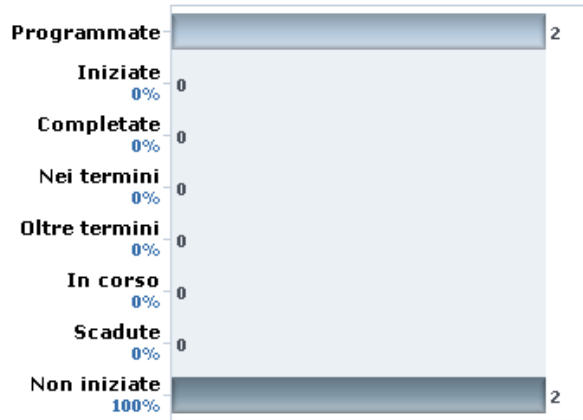 Programmate 2
Iniziate 0
0%
Completate 0
0%
Nei termini 0
0%
Oltre termini 0
0%
In corso 0
0%
Scadute 0
0%
Non iniziate 2
100%